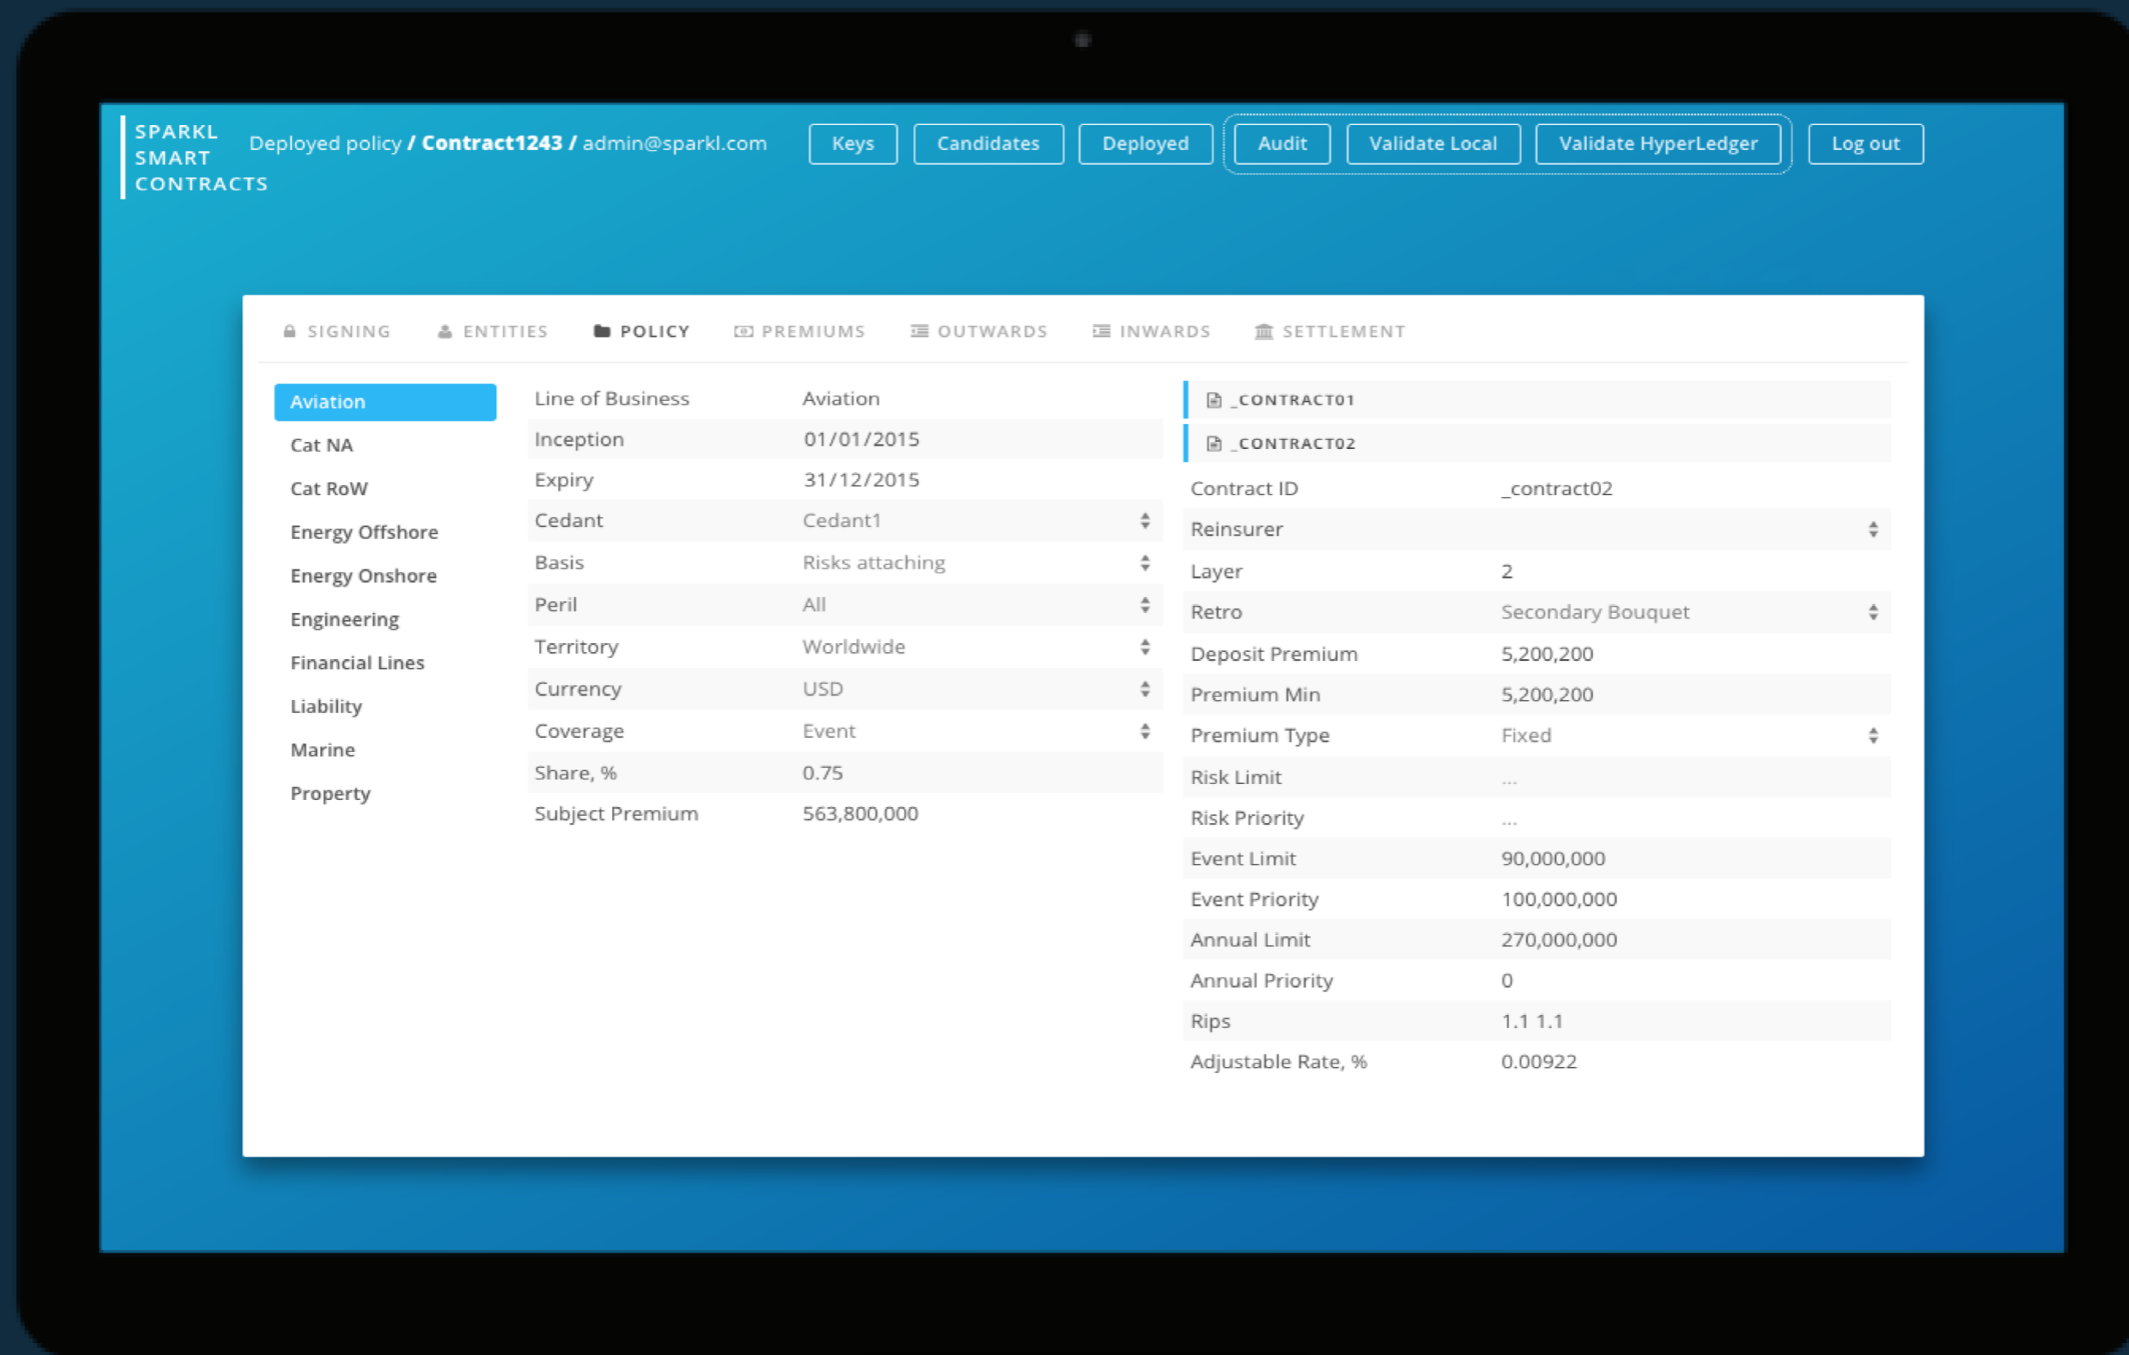 SPARKL
SMART
CONTRACTS
Deployed policy / Contract1243 / admin@sparkl.com
Keys
Candidates
Deployed
Audit
Validate Local
Validate HyperLedger
Log out
SIGNING
ENTITIES
POLICY
PREMIUMS
OUTWARDS
INWARDS
SETTLEMENT
Aviation
Cat NA
Cat RoW
Energy Offshore
Energy Onshore
Engineering
Financial Lines
Liability
Marine
Property
Line of Business Aviation
Inception 01/01/2015
Expiry 31/12/2015
Cedant Cedant1
Basis Risks attaching
Peril All
Territory Worldwide
Currency USD
Coverage Event
Share, % 0.75
Subject Premium 563,800,000
_CONTRACT01
_CONTRACT02
Contract ID _contract02
Reinsurer
Layer 2
Retro Secondary Bouquet
Deposit Premium 5,200,200
Premium Min 5,200,200
Premium Type Fixed
Risk Limit ...
Risk Priority ...
Event Limit 90,000,000
Event Priority 100,000,000
Annual Limit 270,000,000
Annual Priority 0
Rips 1.1 1.1
Adjustable Rate, % 0.00922